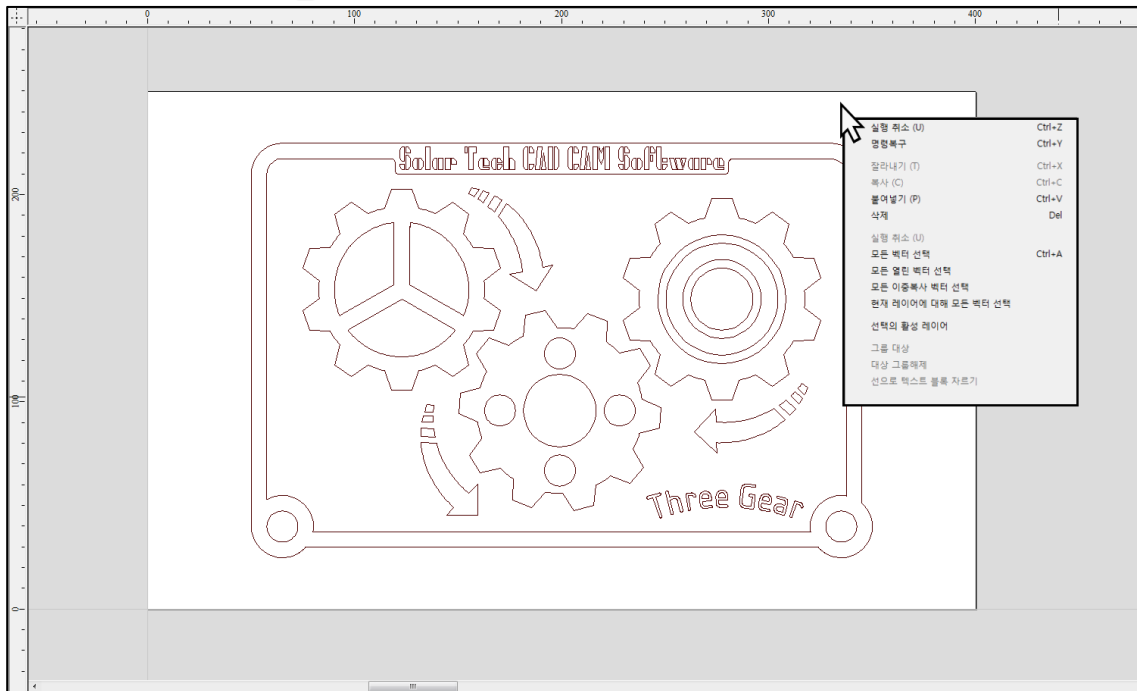 0 100 200 300 400
Solar Tech CAD CAM Software
실행 취소 (U) Ctrl+Z
명령복구 Ctrl+Y
잘라내기 (T) Ctrl+X
복사 (C) Ctrl+C
붙여넣기 (P) Ctrl+V
삭제 Del
실행 취소 (U)
모든 벡터 선택 Ctrl+A
모든 열린 벡터 선택
모든 이중복사 벡터 선택
현재 레이어에 대해 모든 벡터 선택
선택의 활성 레이어
그룹 대상
대상 그룹해제
선으로 텍스트 블록 자르기
200
100
0
Three Gear